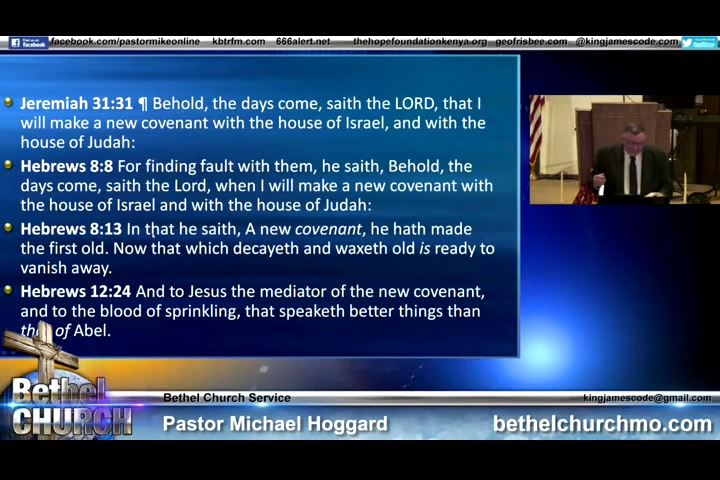 Find us on facebook
facebook.com/pastormikeonline kbtrfm.com 666alert.net thehopefoundationkenya.org geofrisbee.com @kingjamescode.com twitter
Jeremiah 31:31 ¶ Behold, the days come, saith the LORD, that I
will make a new covenant with the house of Israel, and with the
house of Judah:
Hebrews 8:8 For finding fault with them, he saith, Behold, the
days come, saith the Lord, when I will make a new covenant with
the house of Israel and with the house of Judah:
Hebrews 8:13 In that he saith, A new covenant, he hath made
the first old. Now that which decayeth and waxeth old is ready to
vanish away.
Hebrews 12:24 And to Jesus the mediator of the new covenant,
and to the blood of sprinkling, that speaketh better things than
of Abel.
Bethel
CHURCH
Bethel Church Service kingjamescode@gmail.com
Pastor Michael Hoggard bethelchurchmo.com